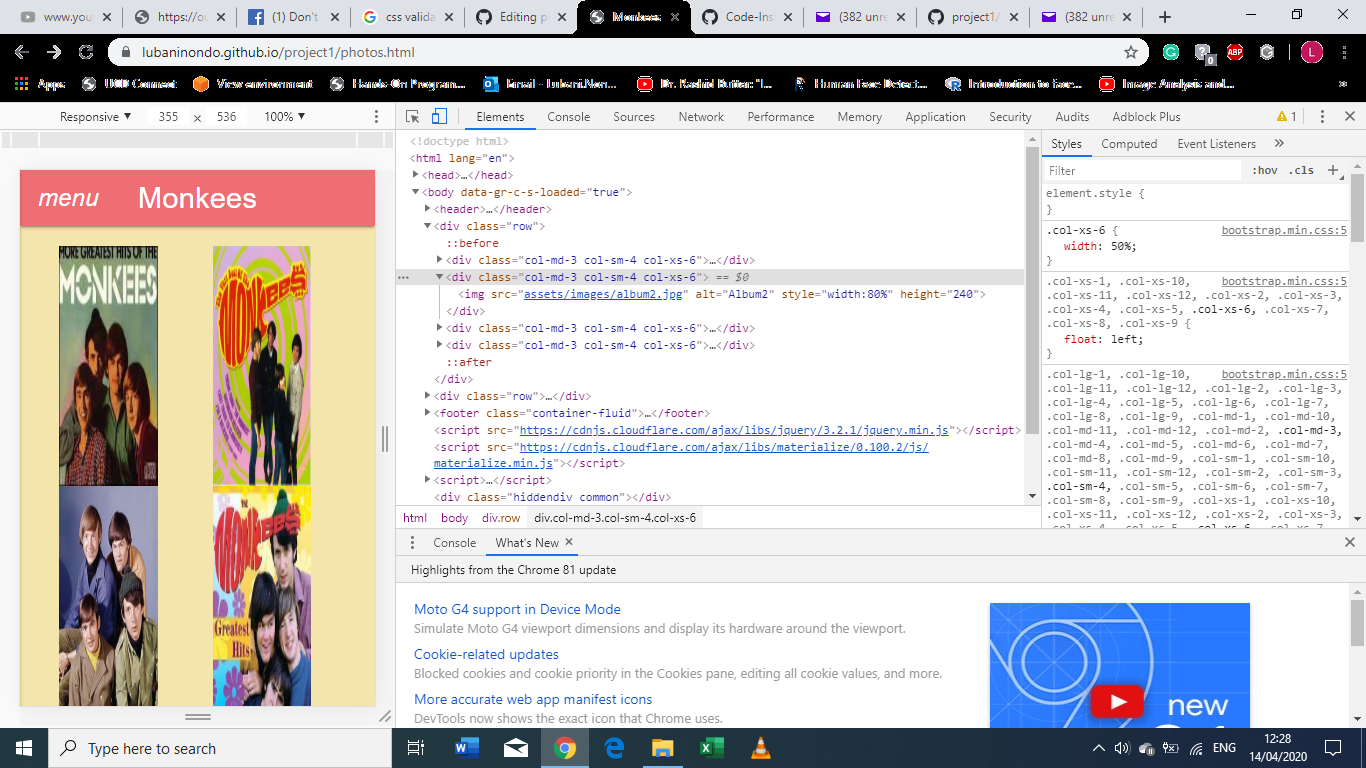 www.you
https://ou
(1) Don't
css valida
Editing p
Monkees
Code-Ins
(382 unre
project1/
(382 unre
lubaninondo.github.io/project1/photos.html
ABP
0
L
Apps
UCD Connect
View environment
Hands-On Program...
Email - Lubani.Non...
Dr. Rashid Buttar: "I...
Human Face Detect...
Introduction to face...
Image Analysis and...
»
Responsive ▼ 355 x 536 100% ▼
Elements Console Sources Network Performance Memory Application Security Audits Adblock Plus 1
menu Monkees
MORE GREATEST HITS OF THE
MONKEES
MONKEES
THE
MONKEES
Greatest
Hits
<!doctype html>
<html lang="en">
<head>…</head>
<body data-gr-c-s-loaded="true">
<header>…</header>
<div class="row">
::before
<div class="col-md-3 col-sm-4 col-xs-6">…</div>
<div class="col-md-3 col-sm-4 col-xs-6"> == $0
<img src="assets/images/album2.jpg" alt="Album2" style="width:80%" height="240">
</div>
<div class="col-md-3 col-sm-4 col-xs-6">…</div>
<div class="col-md-3 col-sm-4 col-xs-6">…</div>
::after
</div>
<div class="row">…</div>
<footer class="container-fluid">…</footer>
<script src="https://cdnjs.cloudflare.com/ajax/libs/jquery/3.2.1/jquery.min.js"></script>
<script src="https://cdnjs.cloudflare.com/ajax/libs/materialize/0.100.2/js/
materialize.min.js"></script>
<script>…</script>
<div class="hiddendiv common"></div>
html body div.row div.col-md-3.col-sm-4.col-xs-6
Styles Computed Event Listeners »
Filter :hov .cls +
element.style {
}
.col-xs-6 { bootstrap.min.css:5
width: 50%;
}
.col-xs-1, .col-xs-10, bootstrap.min.css:5
.col-xs-11, .col-xs-12, .col-xs-2, .col-xs-3,
.col-xs-4, .col-xs-5, .col-xs-6, .col-xs-7,
.col-xs-8, .col-xs-9 {
float: left;
}
.col-lg-1, .col-lg-10, bootstrap.min.css:5
.col-lg-11, .col-lg-12, .col-lg-2, .col-lg-3,
.col-lg-4, .col-lg-5, .col-lg-6, .col-lg-7,
.col-lg-8, .col-lg-9, .col-md-1, .col-md-10,
.col-md-11, .col-md-12, .col-md-2, .col-md-3,
.col-md-4, .col-md-5, .col-md-6, .col-md-7,
.col-md-8, .col-md-9, .col-sm-1, .col-sm-10,
.col-sm-11, .col-sm-12, .col-sm-2, .col-sm-3,
.col-sm-4, .col-sm-5, .col-sm-6, .col-sm-7,
.col-sm-8, .col-sm-9, .col-xs-1, .col-xs-10,
.col-xs-11, .col-xs-12, .col-xs-2, .col-xs-3,
.col-xs-4, .col-xs-5, .col-xs-6, .col-xs-7,
Console What's New
Highlights from the Chrome 81 update
Moto G4 support in Device Mode
Simulate Moto G4 viewport dimensions and display its hardware around the viewport.
Cookie-related updates
Blocked cookies and cookie priority in the Cookies pane, editing all cookie values, and more.
More accurate web app manifest icons
DevTools now shows the exact icon that Chrome uses.
new
Type here to search
ENG
12:28
14/04/2020